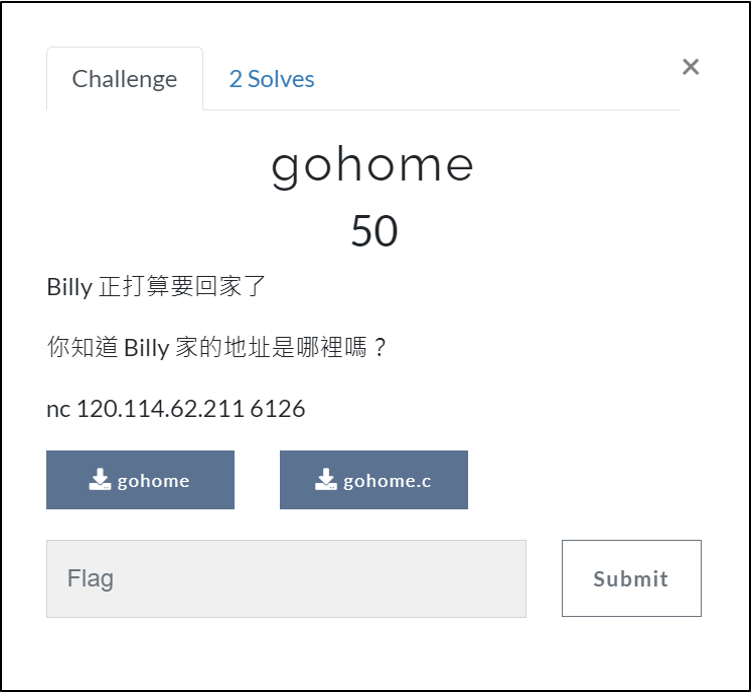 Challenge
2 Solves
×
gohome
50
Billy 正打算要回家了
你知道 Billy 家的地址是哪裡嗎？
nc 120.114.62.211 6126
gohome
gohome.c
Flag
Submit